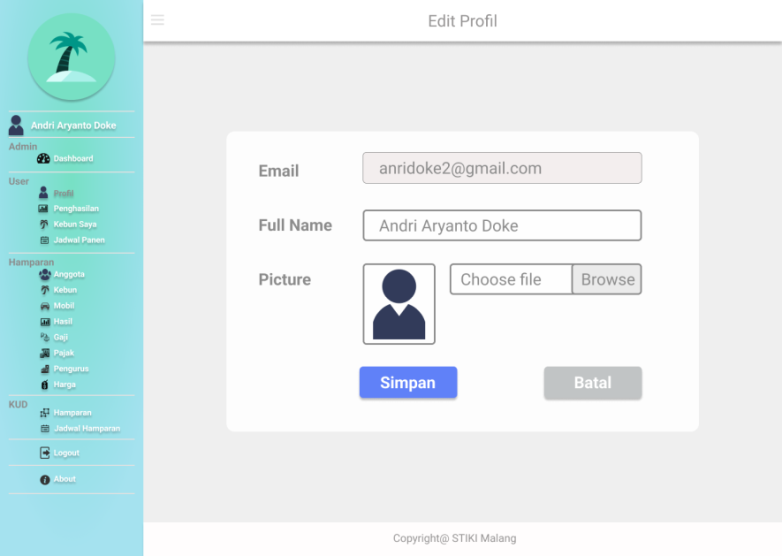 Edit Profil
Andri Aryanto Doke
Admin
Dashboard
User
Profil
Penghasilan
Kebun Saya
Jadwal Panen
Hamparan
Anggota
Kebun
Mobil
Hasil
Gaji
Pajak
Pengurus
Harga
KUD
Hamparan
Jadwal Hamparan
Logout
About
Email
anridoke2@gmail.com
Full Name
Andri Aryanto Doke
Picture
Choose file
Browse
Simpan
Batal
Copyright@ STIKI Malang